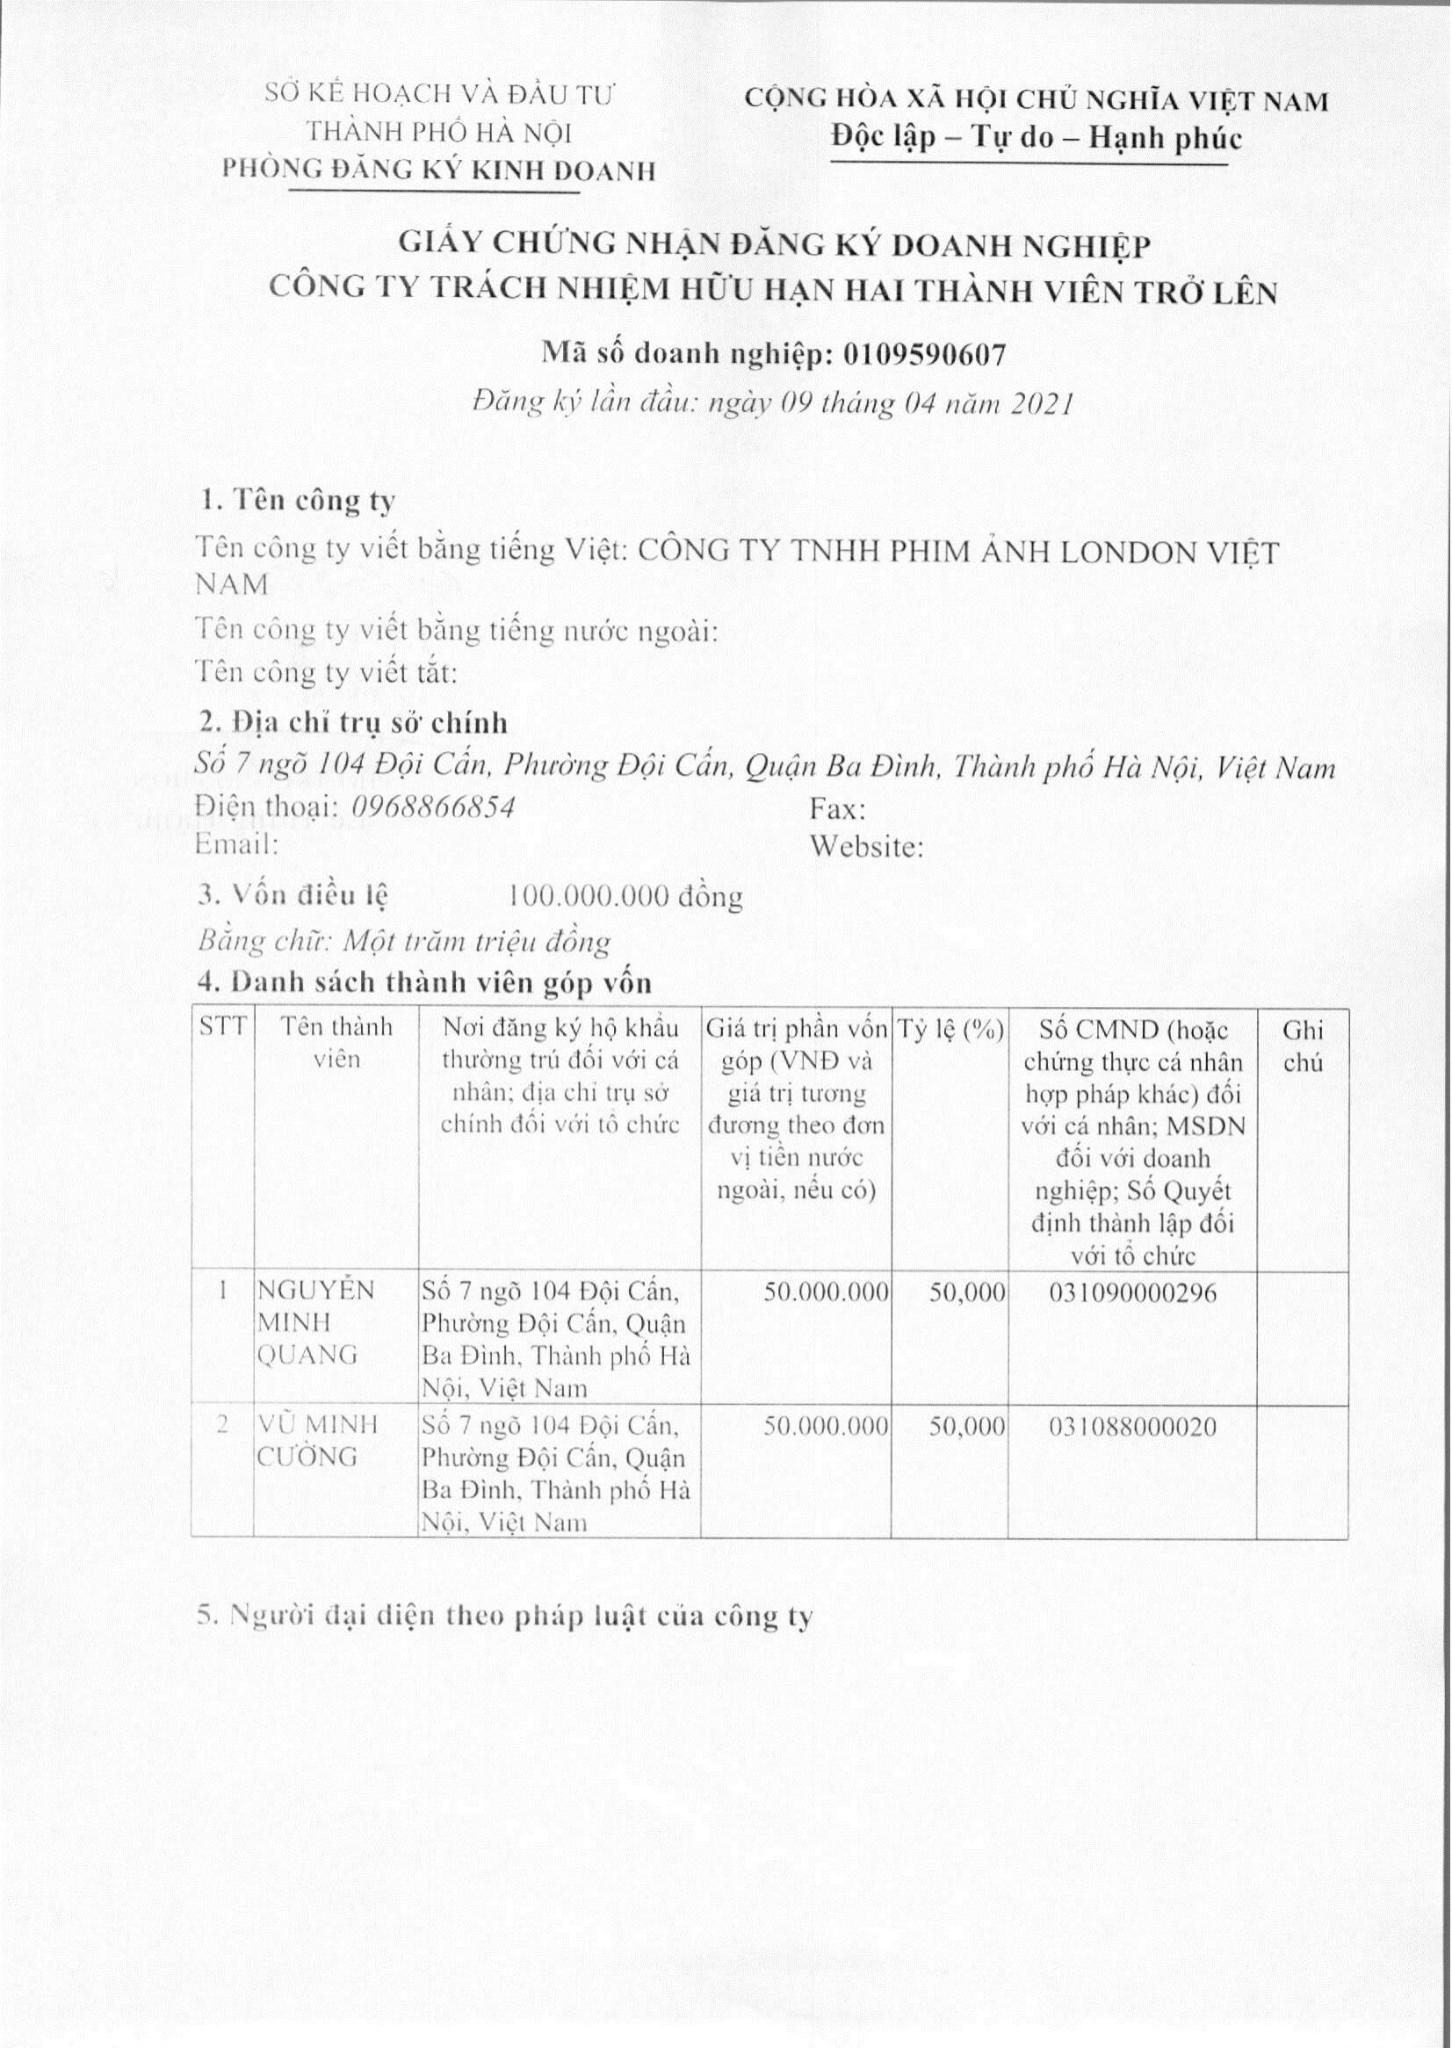 SỞ KẾ HOẠCH VÀ ĐẦU TƯ
THÀNH PHỐ HÀ NỘI
PHÒNG ĐĂNG KÝ KINH DOANH
CỘNG HÒA XÃ HỘI CHỦ NGHĨA VIỆT NAM
Độc lập – Tự do – Hạnh phúc
GIẤY CHỨNG NHẬN ĐĂNG KÝ DOANH NGHIỆP
CÔNG TY TRÁCH NHIỆM HỮU HẠN HAI THÀNH VIÊN TRỞ LÊN
Mã số doanh nghiệp: 0109590607
Đăng ký lần đầu: ngày 09 tháng 04 năm 2021
1. Tên công ty
Tên công ty viết bằng tiếng Việt: CÔNG TY TNHH PHIM ẢNH LONDON VIỆT
NAM
Tên công ty viết bằng tiếng nước ngoài:
Tên công ty viết tắt:
2. Địa chỉ trụ sở chính
Số 7 ngõ 104 Đội Cấn, Phường Đội Cấn, Quận Ba Đình, Thành phố Hà Nội, Việt Nam
Điện thoại: 0968866854 Fax:
Email: Website:
3. Vốn điều lệ 100.000.000 đồng
Bằng chữ: Một trăm triệu đồng
4. Danh sách thành viên góp vốn
STT
Tên thành
viên
Nơi đăng ký hộ khẩu
thường trú đối với cá
nhân; địa chỉ trụ sở
chính đối với tổ chức
Giá trị phần vốn
góp (VNĐ và
giá trị tương
đương theo đơn
vị tiền nước
ngoài, nếu có)
Tỷ lệ (%)
Số CMND (hoặc
chứng thực cá nhân
hợp pháp khác) đối
với cá nhân; MSDN
đối với doanh
nghiệp; Số Quyết
định thành lập đối
với tổ chức
Ghi
chú
1
NGUYỄN
MINH
QUANG
Số 7 ngõ 104 Đội Cấn,
Phường Đội Cấn, Quận
Ba Đình, Thành phố Hà
Nội, Việt Nam
50.000.000
50,000
031090000296
2
VŨ MINH
CƯỜNG
Số 7 ngõ 104 Đội Cấn,
Phường Đội Cấn, Quận
Ba Đình, Thành phố Hà
Nội, Việt Nam
50.000.000
50,000
031088000020
5. Người đại diện theo pháp luật của công ty